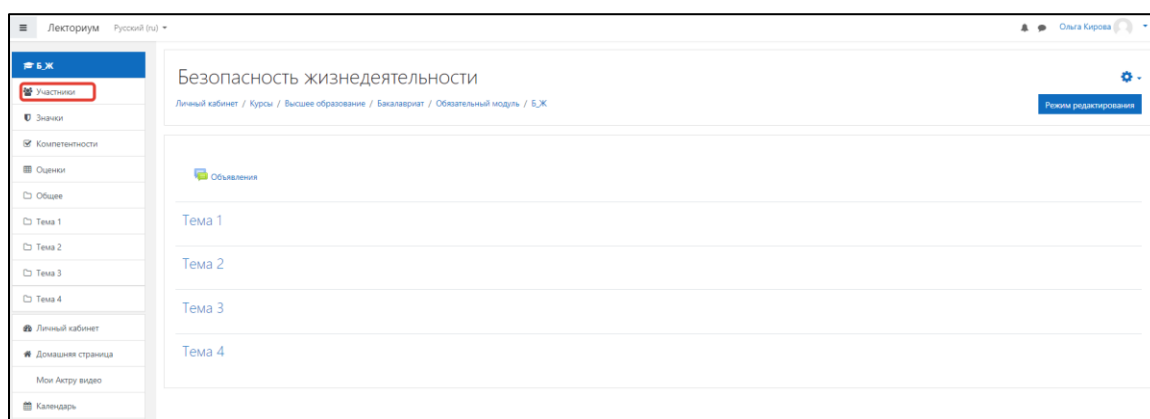 Лекториум Русский (ru)
Ольга Кирова
Б_Ж
Участники
Значки
Компетентности
Оценки
Общее
Тема 1
Тема 2
Тема 3
Тема 4
Личный кабинет
Домашняя страница
Мои Актру видео
Календарь
Безопасность жизнедеятельности
Личный кабинет / Курсы / Высшее образование / Бакалавриат / Обязательный модуль / Б_Ж
Режим редактирования
Объявления
Тема 1
Тема 2
Тема 3
Тема 4